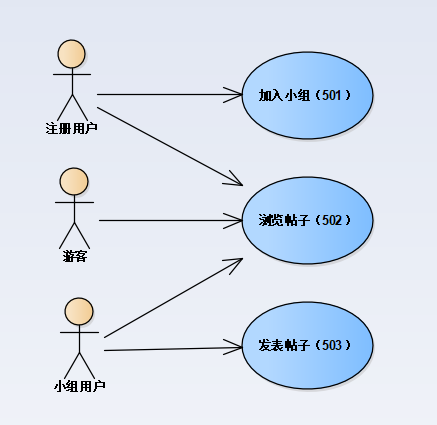 加入小组（501）
注册用户
浏览帖子（502）
游客
发表帖子（503）
小组用户